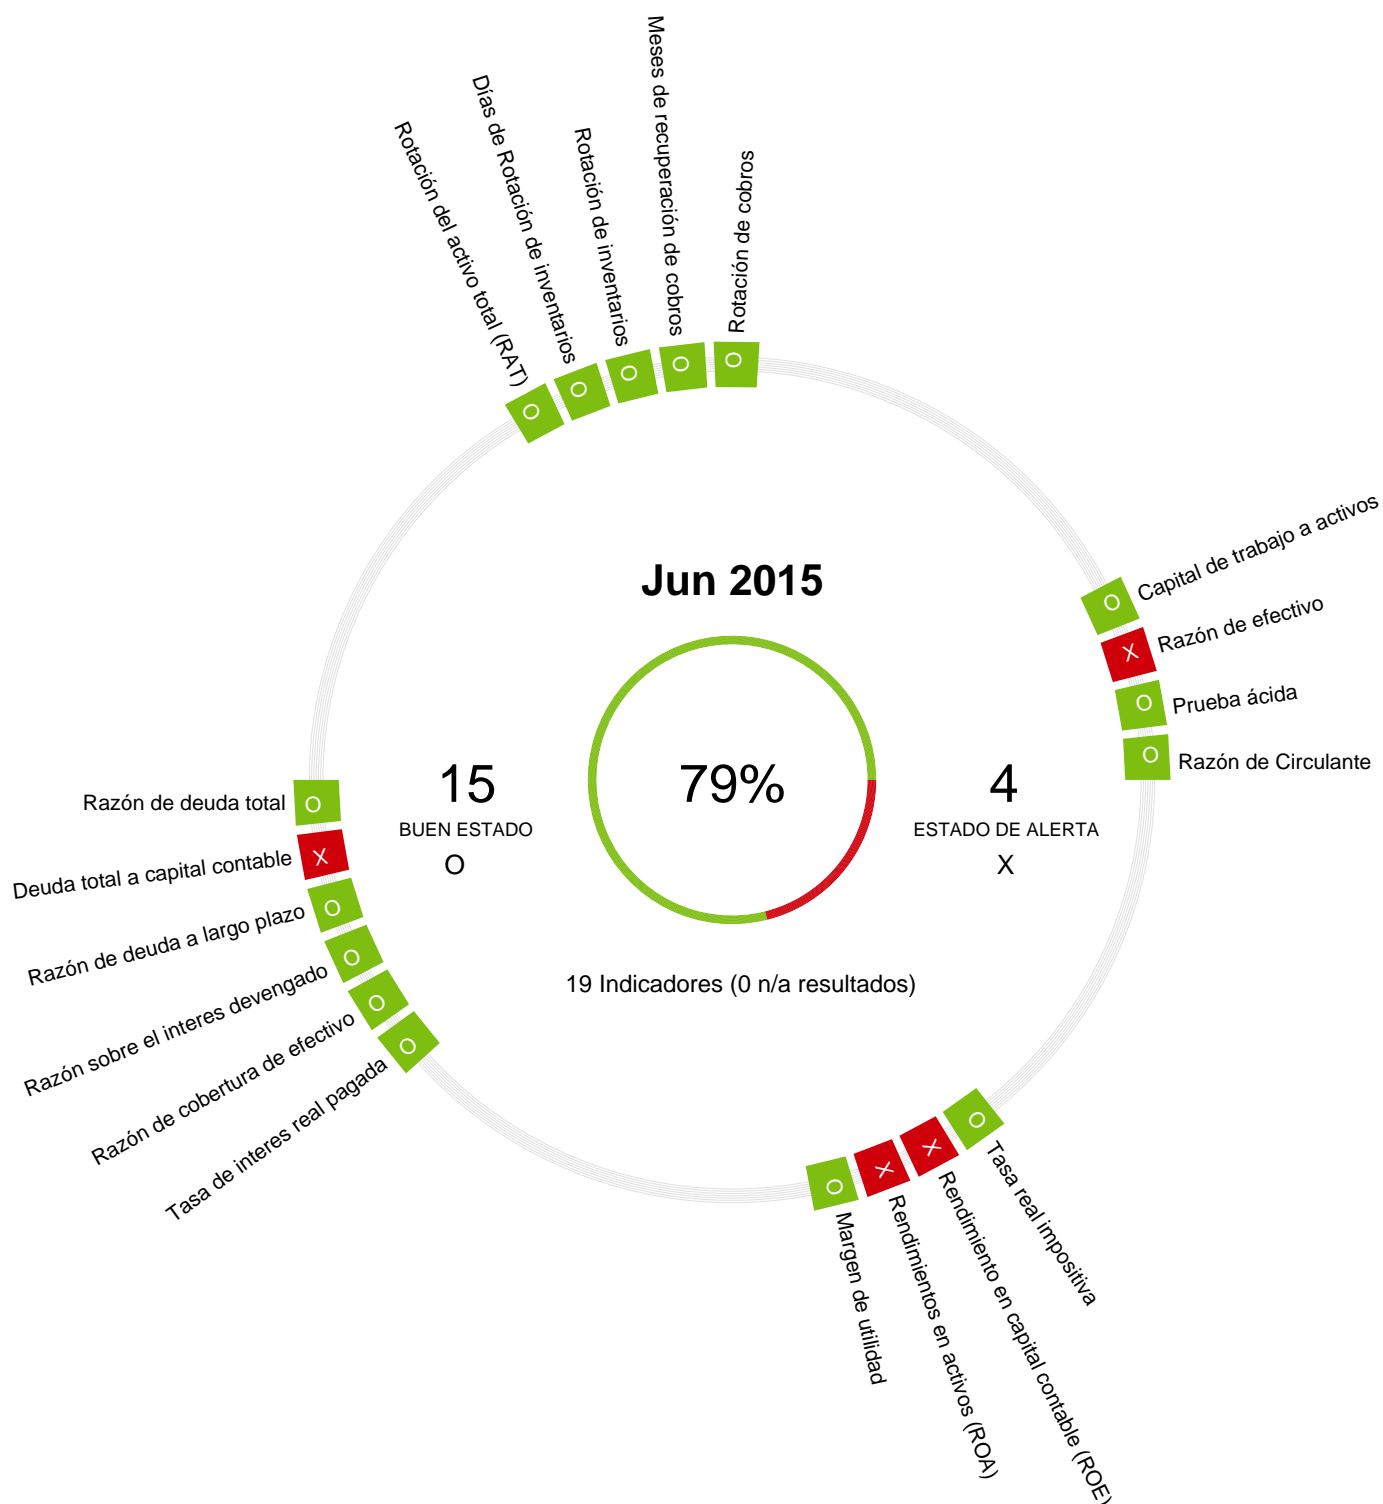 Meses de recuperación de cobros
Días de Rotación de inventarios
Rotación del activo total (RAT)
Rotación de inventarios
Rotación de cobros
O
O
O
O
O
Capital de trabajo a activos
O
Razón de efectivo
X
Prueba ácida
O
Razón de Circulante
O
Jun 2015
15
BUEN ESTADO
O
79%
4
ESTADO DE ALERTA
X
19 Indicadores (0 n/a resultados)
Razón de deuda total
O
Deuda total a capital contable
X
Razón de deuda a largo plazo
O
Razón sobre el interes devengado
O
Razón de cobertura de efectivo
O
Tasa de interes real pagada
O
O
Margen de utilidad
X
Rendimientos en activos (ROA)
X
Rendimiento en capital contable (ROE)
O
Tasa real impositiva